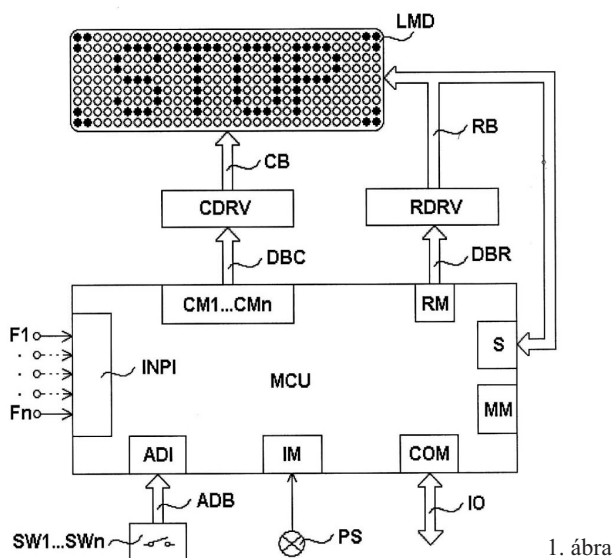 LMD
STOP
RB
CB
CDRV
RDRV
DBC
DBR
CM1...CMn
RM
F1
S
INPI
MCU
MM
Fn
ADI
IM
COM
ADB
IO
SW1...SWn
PS
1. ábra